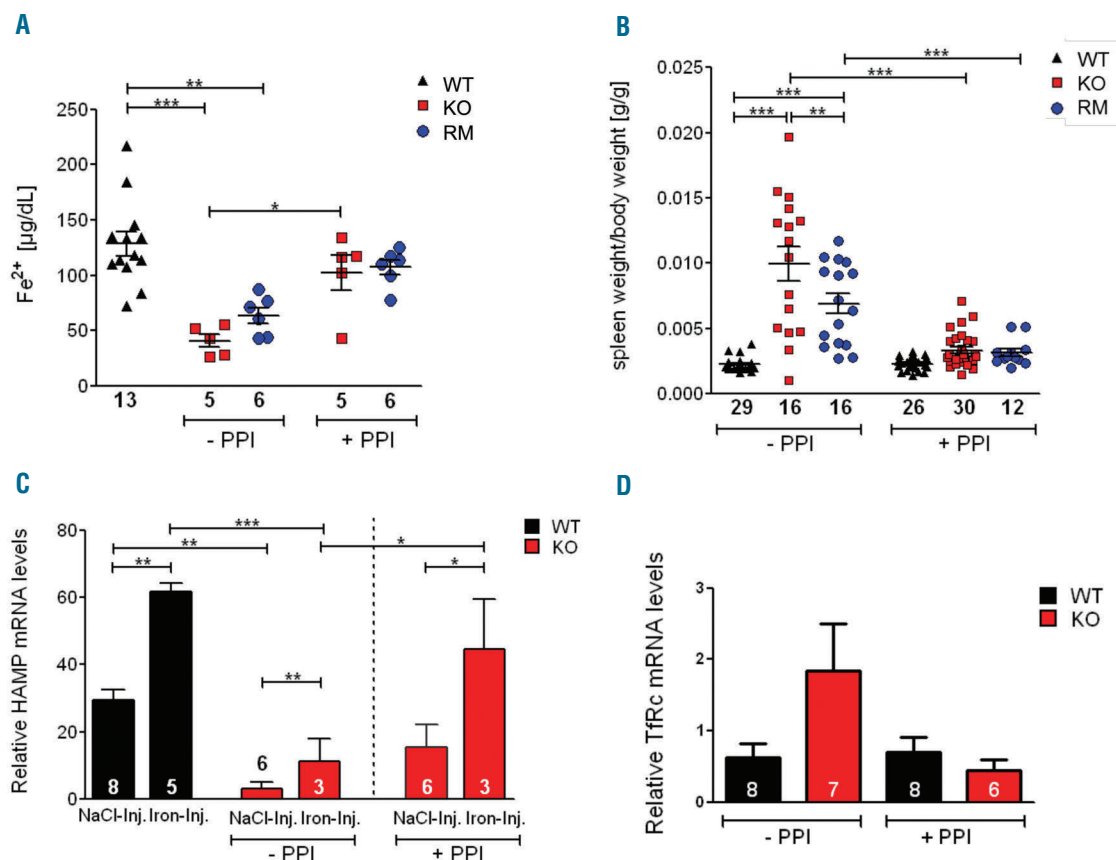 A
Fe2+ [µg/dL]
250
200
150
100
50
0
**
***
*
WT
KO
RM
13 5 6 5 6
- PPI + PPI
B
spleen weight/body weight [g/g]
0.025
0.020
0.015
0.010
0.005
0.000
***
***
***
*** **
WT
KO
RM
29 16 16 26 30 12
- PPI + PPI
C
Relative HAMP mRNA levels
80
60
40
20
0
***
** *
** *
**
WT
KO
8 5 6 3 6 3
NaCl-Inj. Iron-Inj. NaCl-Inj. Iron-Inj. NaCl-Inj. Iron-Inj.
- PPI + PPI
D
Relative TfRc mRNA levels
3
2
1
0
WT
KO
8 7 8 6
- PPI + PPI